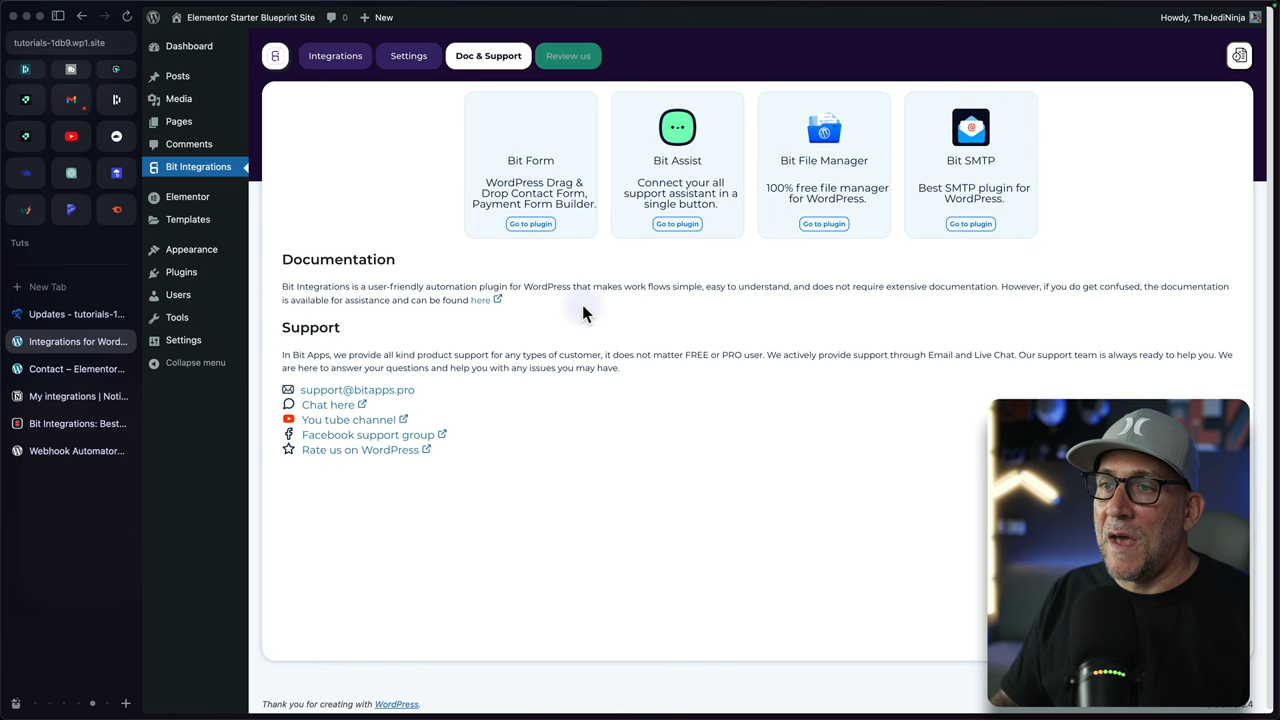 Elementor Starter Blueprint Site
0
New
Howdy, TheJediNinja
tutorials-1db9.wp1.site
Tuts
New Tab
Updates - tutorials-1...
Integrations for Word...
Contact – Elementor...
My integrations | Noti...
Bit Integrations: Best...
Webhook Automator...
Dashboard
Posts
Media
Pages
Comments
Bit Integrations
Elementor
Templates
Appearance
Plugins
Users
Tools
Settings
Collapse menu
Integrations
Settings
Doc & Support
Review us
Bit Form
WordPress Drag &
Drop Contact Form,
Payment Form Builder.
Go to plugin
Bit Assist
Connect your all
support assistant in a
single button.
Go to plugin
Bit File Manager
100% free file manager
for WordPress.
Go to plugin
Bit SMTP
Best SMTP plugin for
WordPress.
Go to plugin
Documentation
Bit Integrations is a user-friendly automation plugin for WordPress that makes work flows simple, easy to understand, and does not require extensive documentation. However, if you do get confused, the documentation
is available for assistance and can be found here
Support
In Bit Apps, we provide all kind product support for any types of customer, it does not matter FREE or PRO user. We actively provide support through Email and Live Chat. Our support team is always ready to help you. We
are here to answer your questions and help you with any issues you may have.
support@bitapps.pro
Chat here
You tube channel
Facebook support group
Rate us on WordPress
Thank you for creating with WordPress.